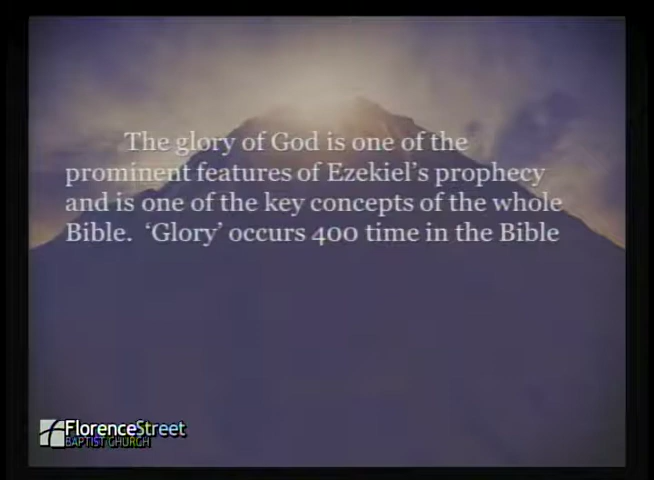 The glory of God is one of the
prominent features of Ezekiel's prophecy
and is one of the key concepts of the whole
Bible. ‘Glory’ occurs 400 time in the Bible
FlorenceStreet
BAPTIST CHURCH